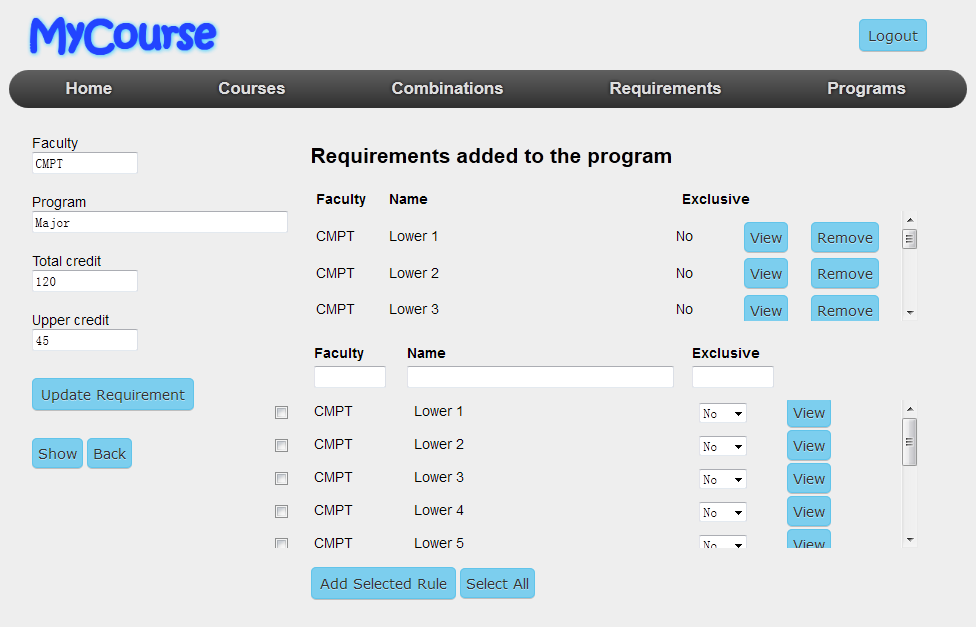 MyCourse
Logout
Home Courses Combinations Requirements Programs
Faculty
CMPT
Program
Major
Total credit
120
Upper credit
45
Update Requirement
Show Back
Requirements added to the program
Faculty Name Exclusive
CMPT Lower 1 No View Remove
CMPT Lower 2 No View Remove
CMPT Lower 3 No View Remove
Faculty Name Exclusive
CMPT Lower 1 No View
CMPT Lower 2 No View
CMPT Lower 3 No View
CMPT Lower 4 No View
CMPT Lower 5 No View
Add Selected Rule Select All